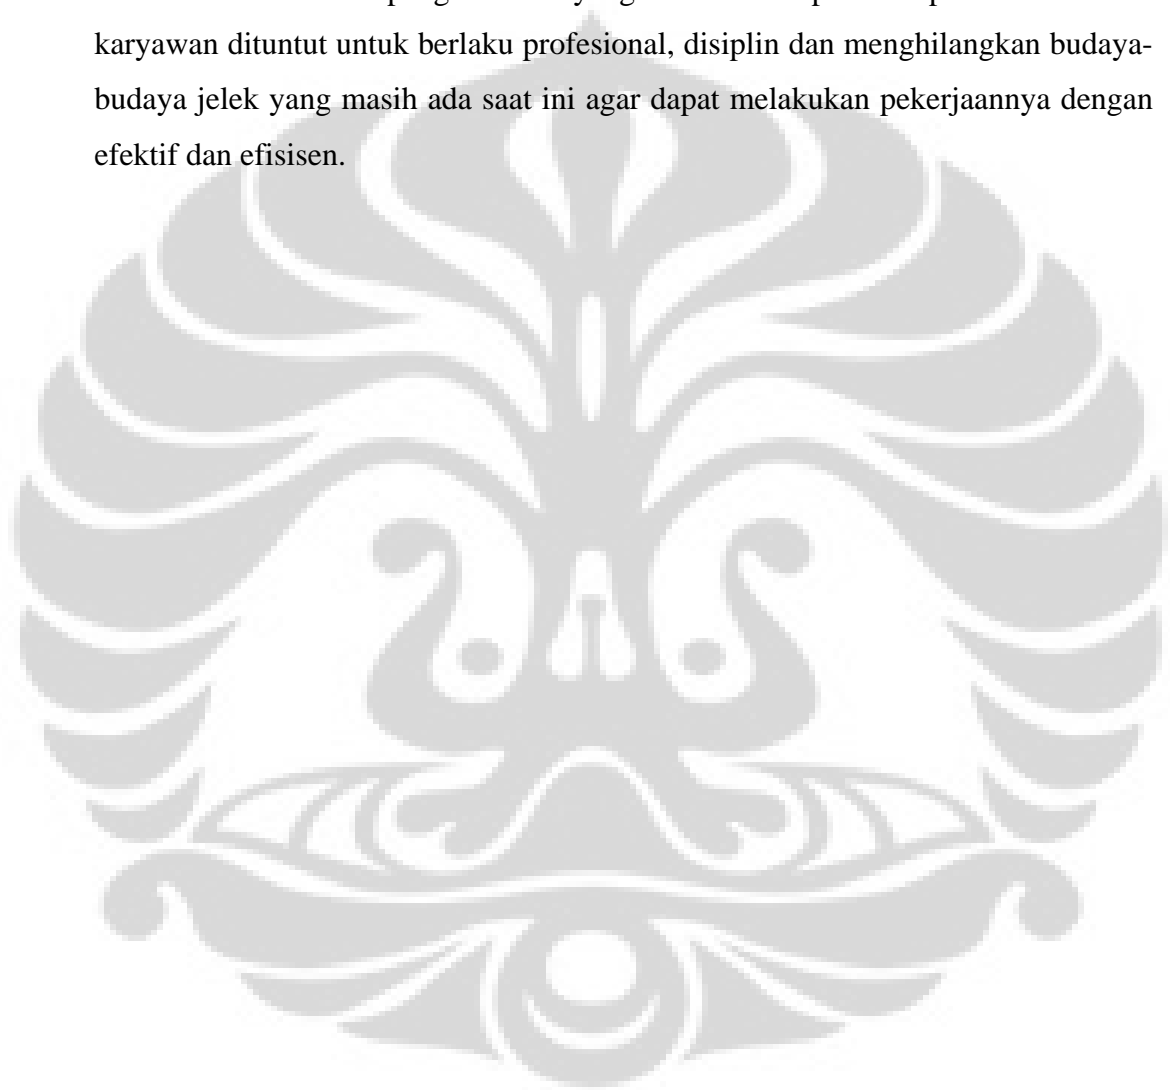 karyawan dituntut untuk berlaku profesional, disiplin dan menghilangkan budaya-
budaya jelek yang masih ada saat ini agar dapat melakukan pekerjaannya dengan
efektif dan efisisen.